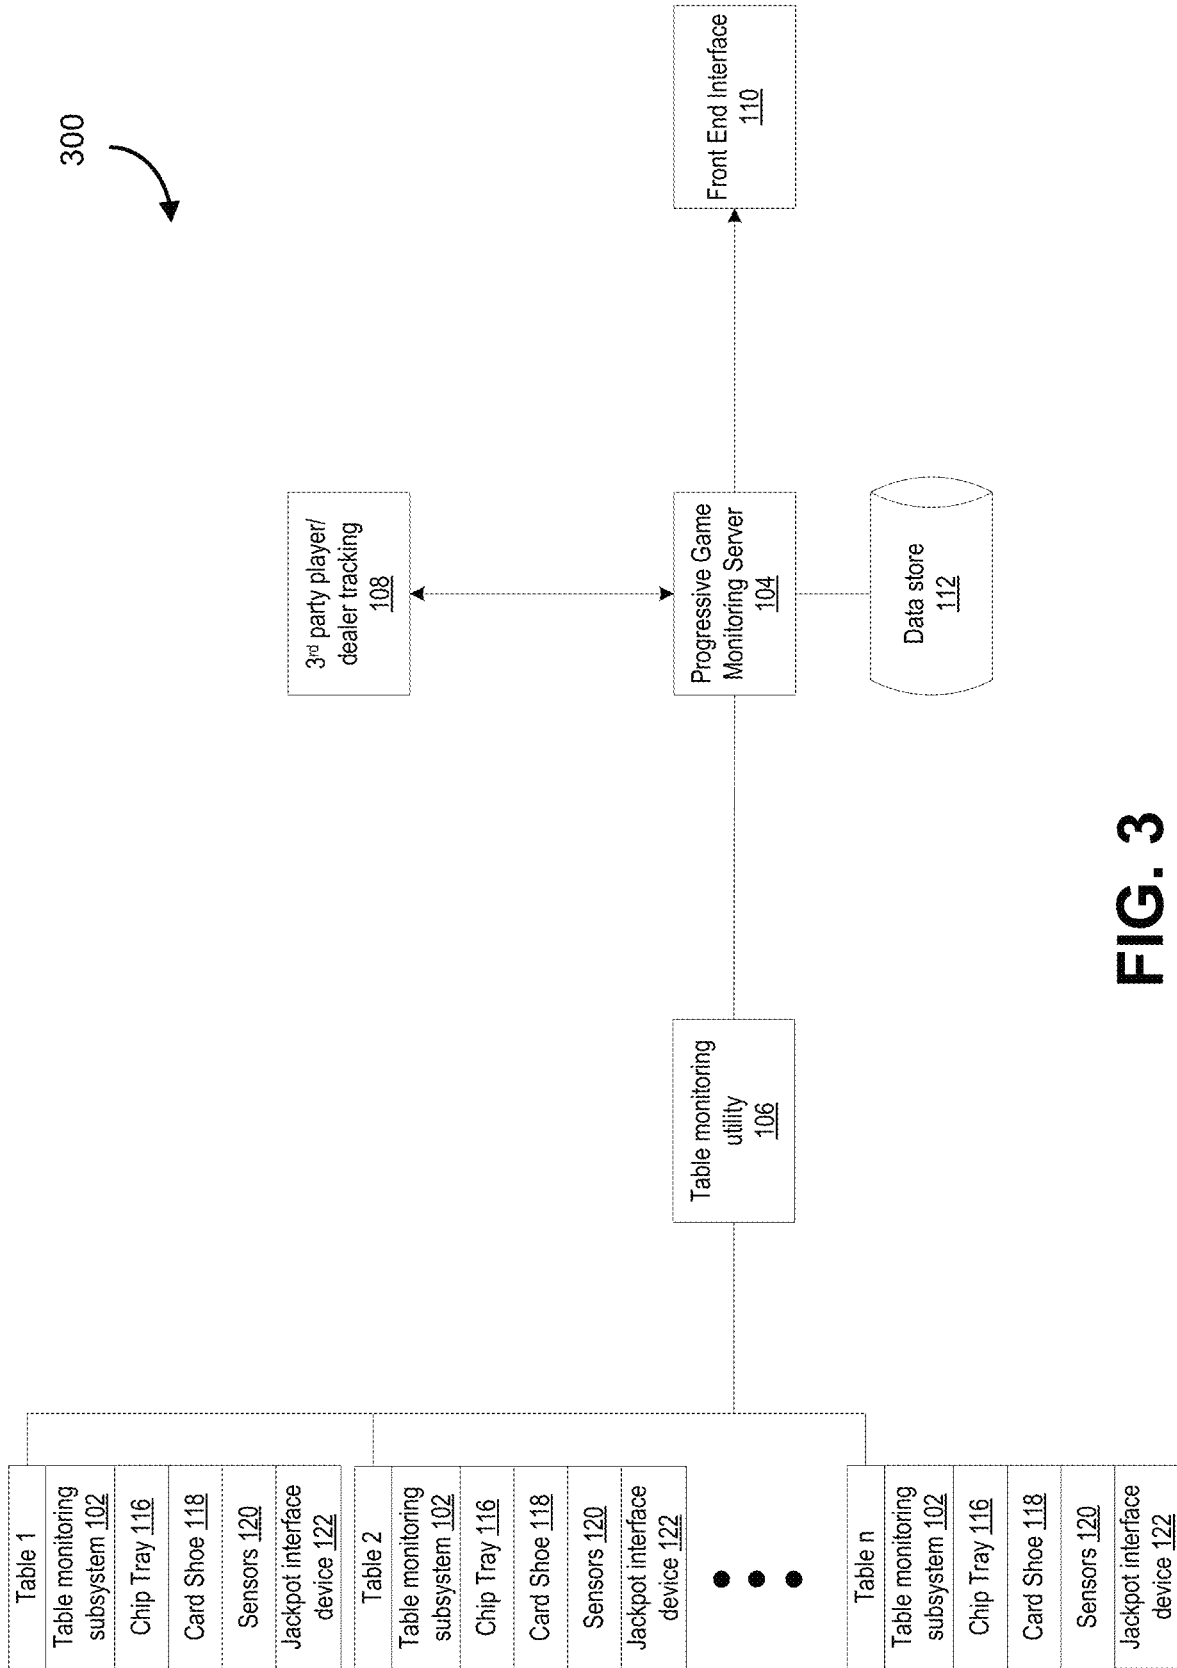 300
Table 1
Table monitoring
subsystem 102
Chip Tray 116
Card Shoe 118
Sensors 120
Jackpot interface
device 122
Table 2
Table monitoring
subsystem 102
Chip Tray 116
Card Shoe 118
Sensors 120
Jackpot interface
device 122
Table n
Table monitoring
subsystem 102
Chip Tray 116
Card Shoe 118
Sensors 120
Jackpot interface
device 122
Table monitoring
utility
106
3rd party player/
dealer tracking
108
Progressive Game
Monitoring Server
104
Data store
112
Front End Interface
110
FIG. 3